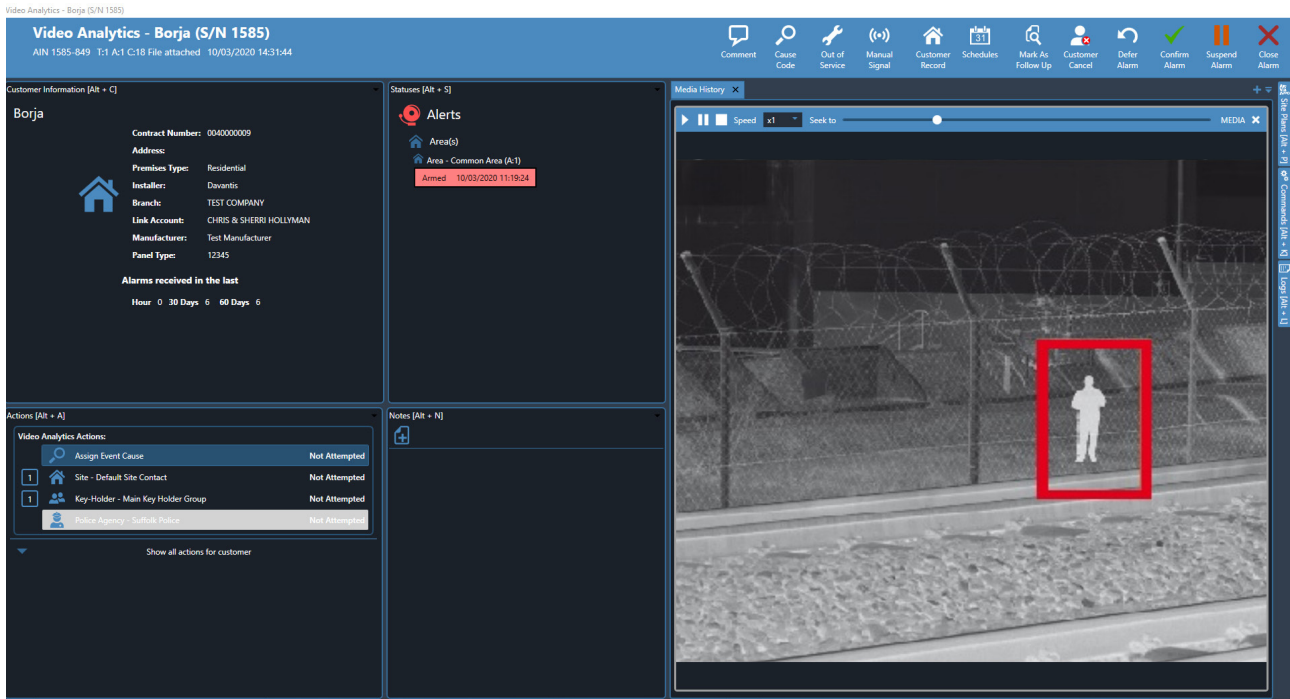 Video Analytics - Borja (S/N 1585)
Video Analytics - Borja (S/N 1585)
AIN 1585-849 T:1 A:1 C:18 File attached 10/03/2020 14:31:44
Comment
Cause Code
Out of Service
Manual Signal
Customer Record
31
Schedules
Mark As Follow Up
Customer Cancel
Defer Alarm
Confirm Alarm
Suspend Alarm
Close Alarm
Customer Information [Alt + C]
Borja
Contract Number: 0040000009
Address:
Premises Type: Residential
Installer: Davantis
Branch: TEST COMPANY
Link Account: CHRIS & SHERRI HOLLYMAN
Manufacturer: Test Manufacturer
Panel Type: 12345
Alarms received in the last
Hour 0 30 Days 6 60 Days 6
Statuses [Alt + S]
Alerts
Area(s)
Area - Common Area (A:1)
Armed 10/03/2020 11:19:24
Media History
Speed x1 Seek to MEDIA
Site Plans [Alt + P]
Commands [Alt + K]
Logs [Alt + L]
Actions [Alt + A]
Video Analytics Actions:
Assign Event Cause Not Attempted
1 Site - Default Site Contact Not Attempted
1 Key-Holder - Main Key Holder Group Not Attempted
Police Agency - Suffolk Police Not Attempted
Show all actions for customer
Notes [Alt + N]